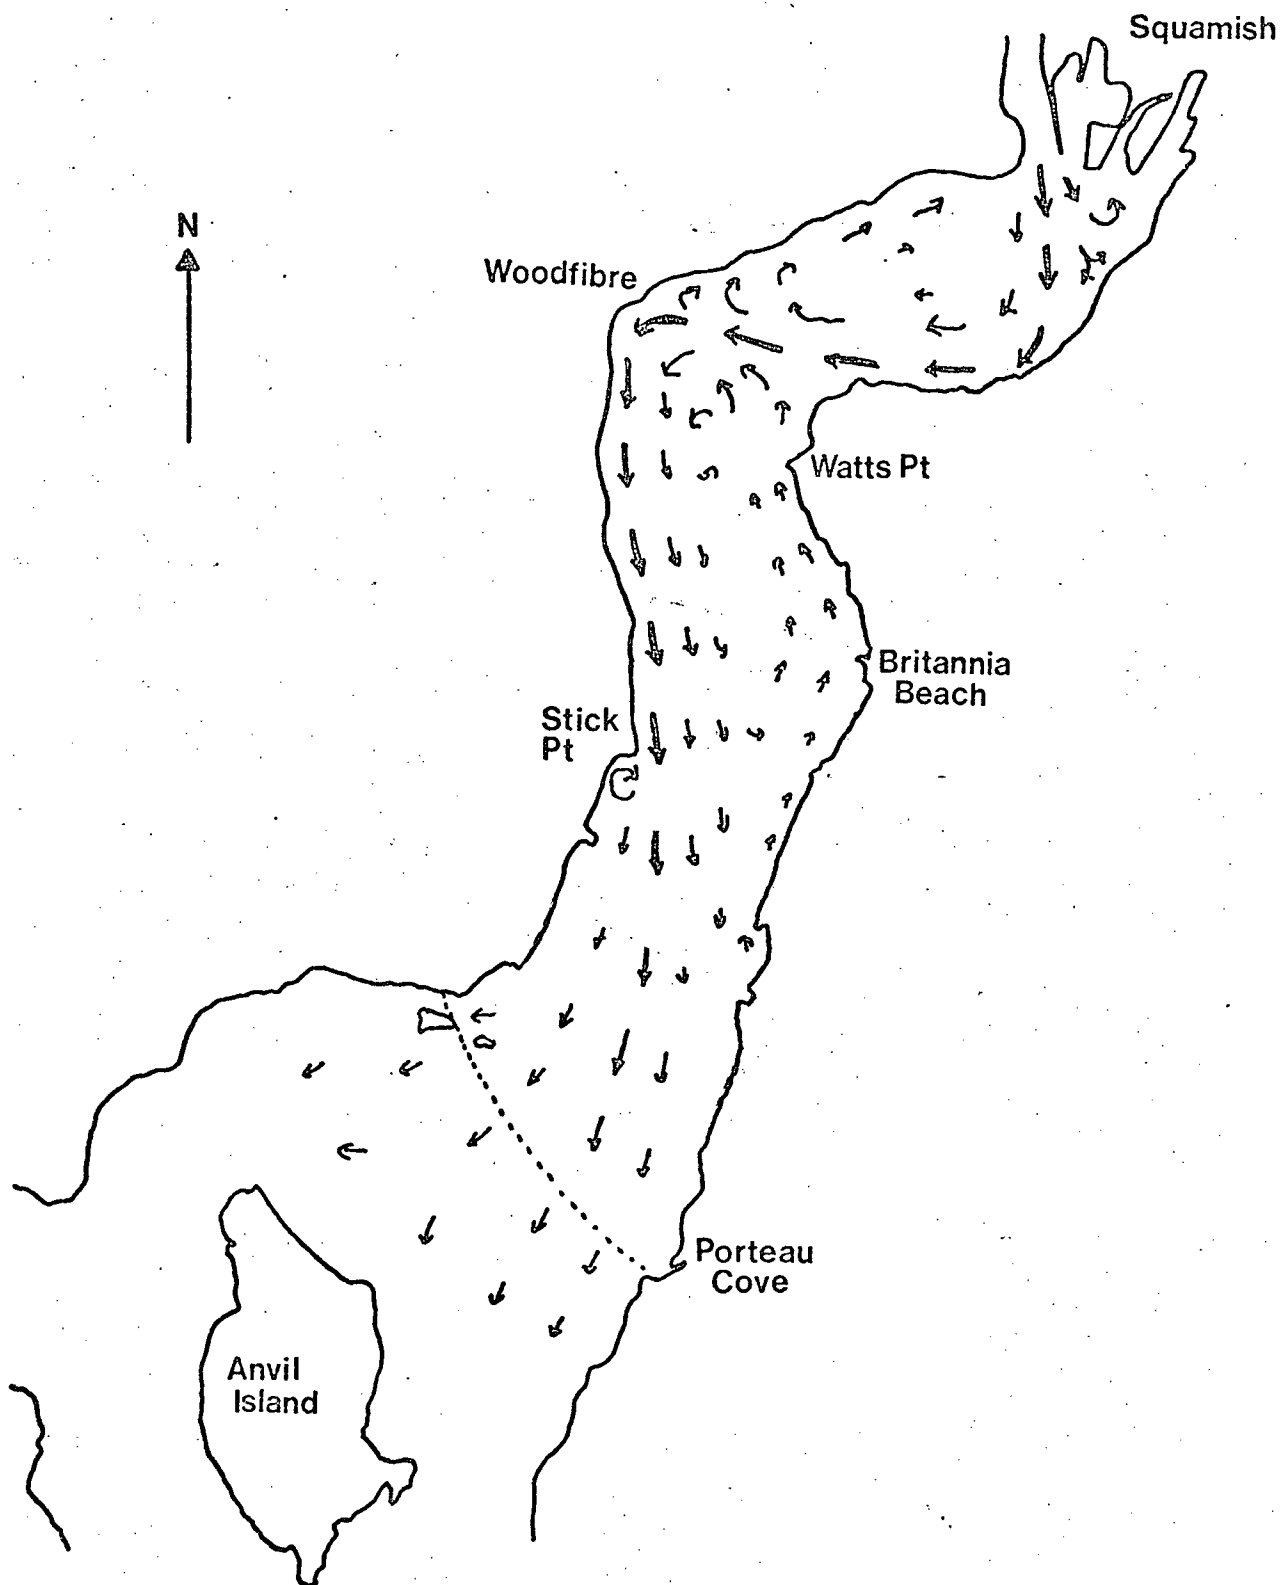 Squamish
N
Woodfibre
Watts Pt
Britannia
Beach
Stick
Pt
Porteau
Cove
Anvil
Island